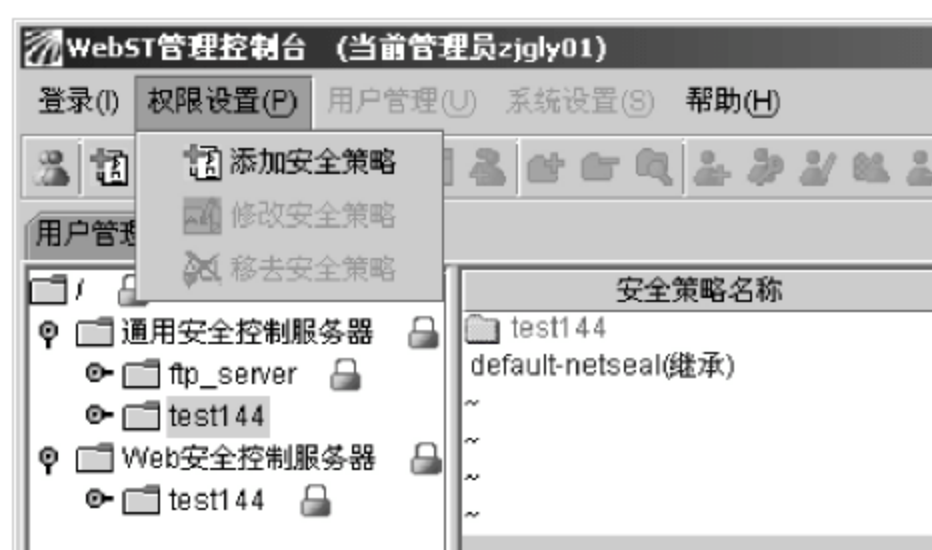 WebST管理控制台 (当前管理员zjgly01)
登录(I) 权限设置(P) 用户管理(U) 系统设置(S) 帮助(H)
添加安全策略
修改安全策略
移去安全策略
用户管
/
通用安全控制服务器
ftp_server
test144
Web安全控制服务器
test144
安全策略名称
test144
default-netseal(继承)
~
~
~
~